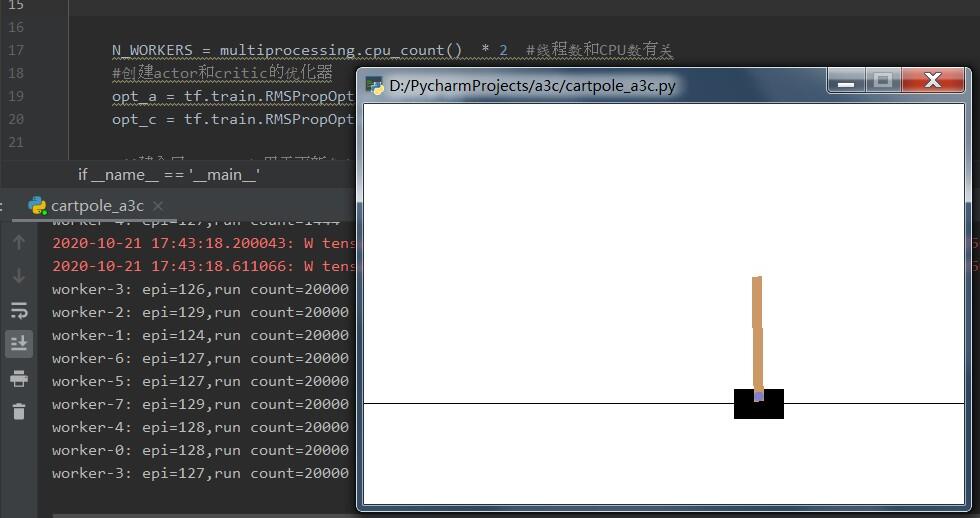 15
16
17 N_WORKERS = multiprocessing.cpu_count() * 2 #线程数和CPU数有关
18 #创建actor和critic的优化器
19 opt_a = tf.train.RMSPropOpt
20 opt_c = tf.train.RMSPropOpt
21
if __name__ == '__main__'
D:/PycharmProjects/a3c/cartpole_a3c.py
: cartpole_a3c
worker-4: epi=127,run count=1444
2020-10-21 17:43:18.200043: W tens
2020-10-21 17:43:18.611066: W tens
worker-3: epi=126,run count=20000
worker-2: epi=129,run count=20000
worker-1: epi=124,run count=20000
worker-6: epi=127,run count=20000
worker-5: epi=127,run count=20000
worker-7: epi=129,run count=20000
worker-4: epi=128,run count=20000
worker-0: epi=128,run count=20000
worker-3: epi=127,run count=20000